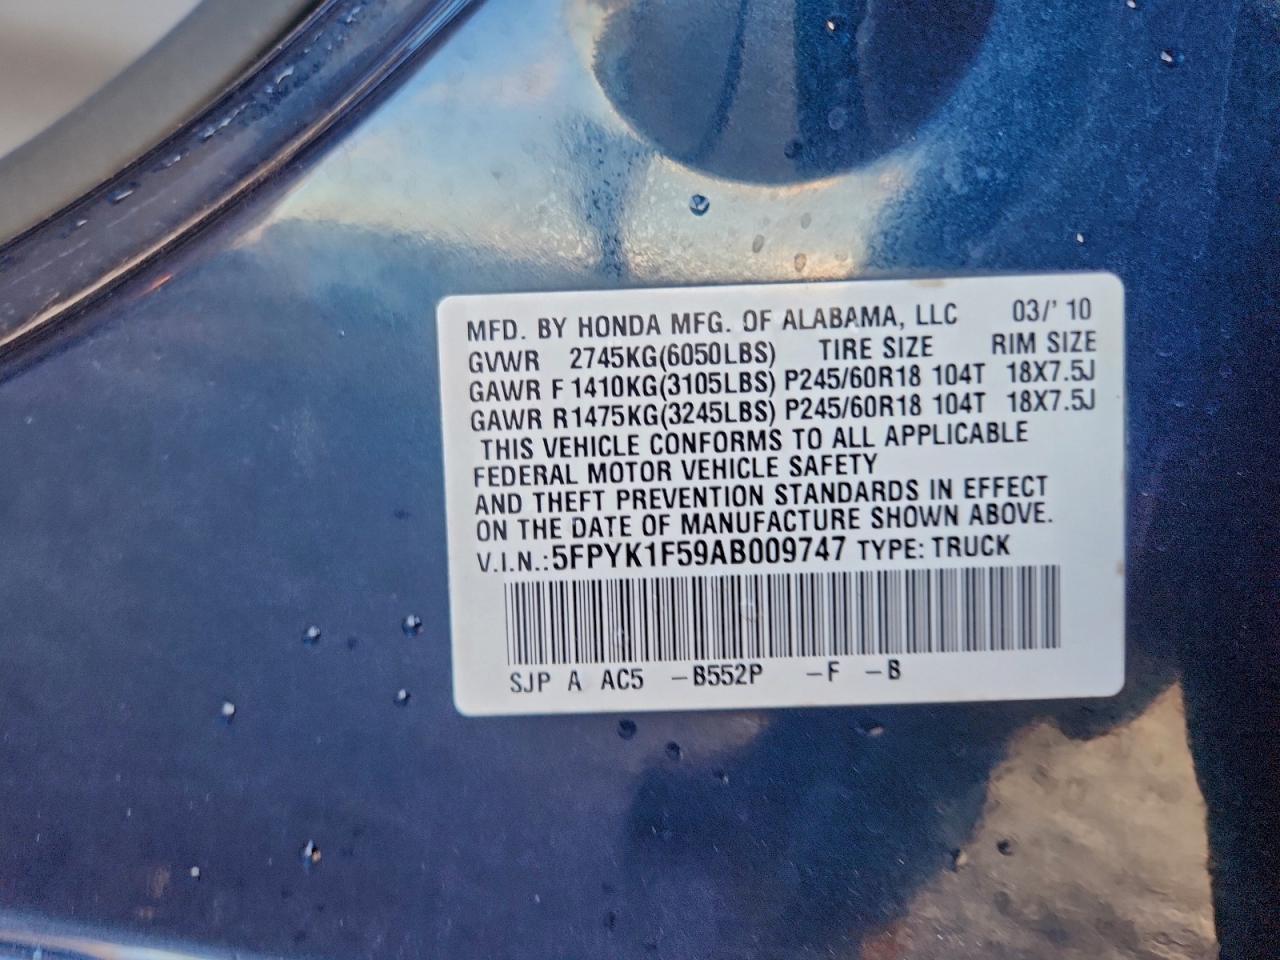 MFD. BY HONDA MFG. OF ALABAMA, LLC 03/' 10
GVWR 2745KG(6050LBS) TIRE SIZE RIM SIZE
GAWR F 1410KG(3105LBS) P245/60R18 104T 18X7.5J
GAWR R1475KG(3245LBS) P245/60R18 104T 18X7.5J
THIS VEHICLE CONFORMS TO ALL APPLICABLE
FEDERAL MOTOR VEHICLE SAFETY
AND THEFT PREVENTION STANDARDS IN EFFECT
ON THE DATE OF MANUFACTURE SHOWN ABOVE.
V.I.N.:5FPYK1F59AB009747 TYPE: TRUCK
SJP A AC5 -B552P -F -B